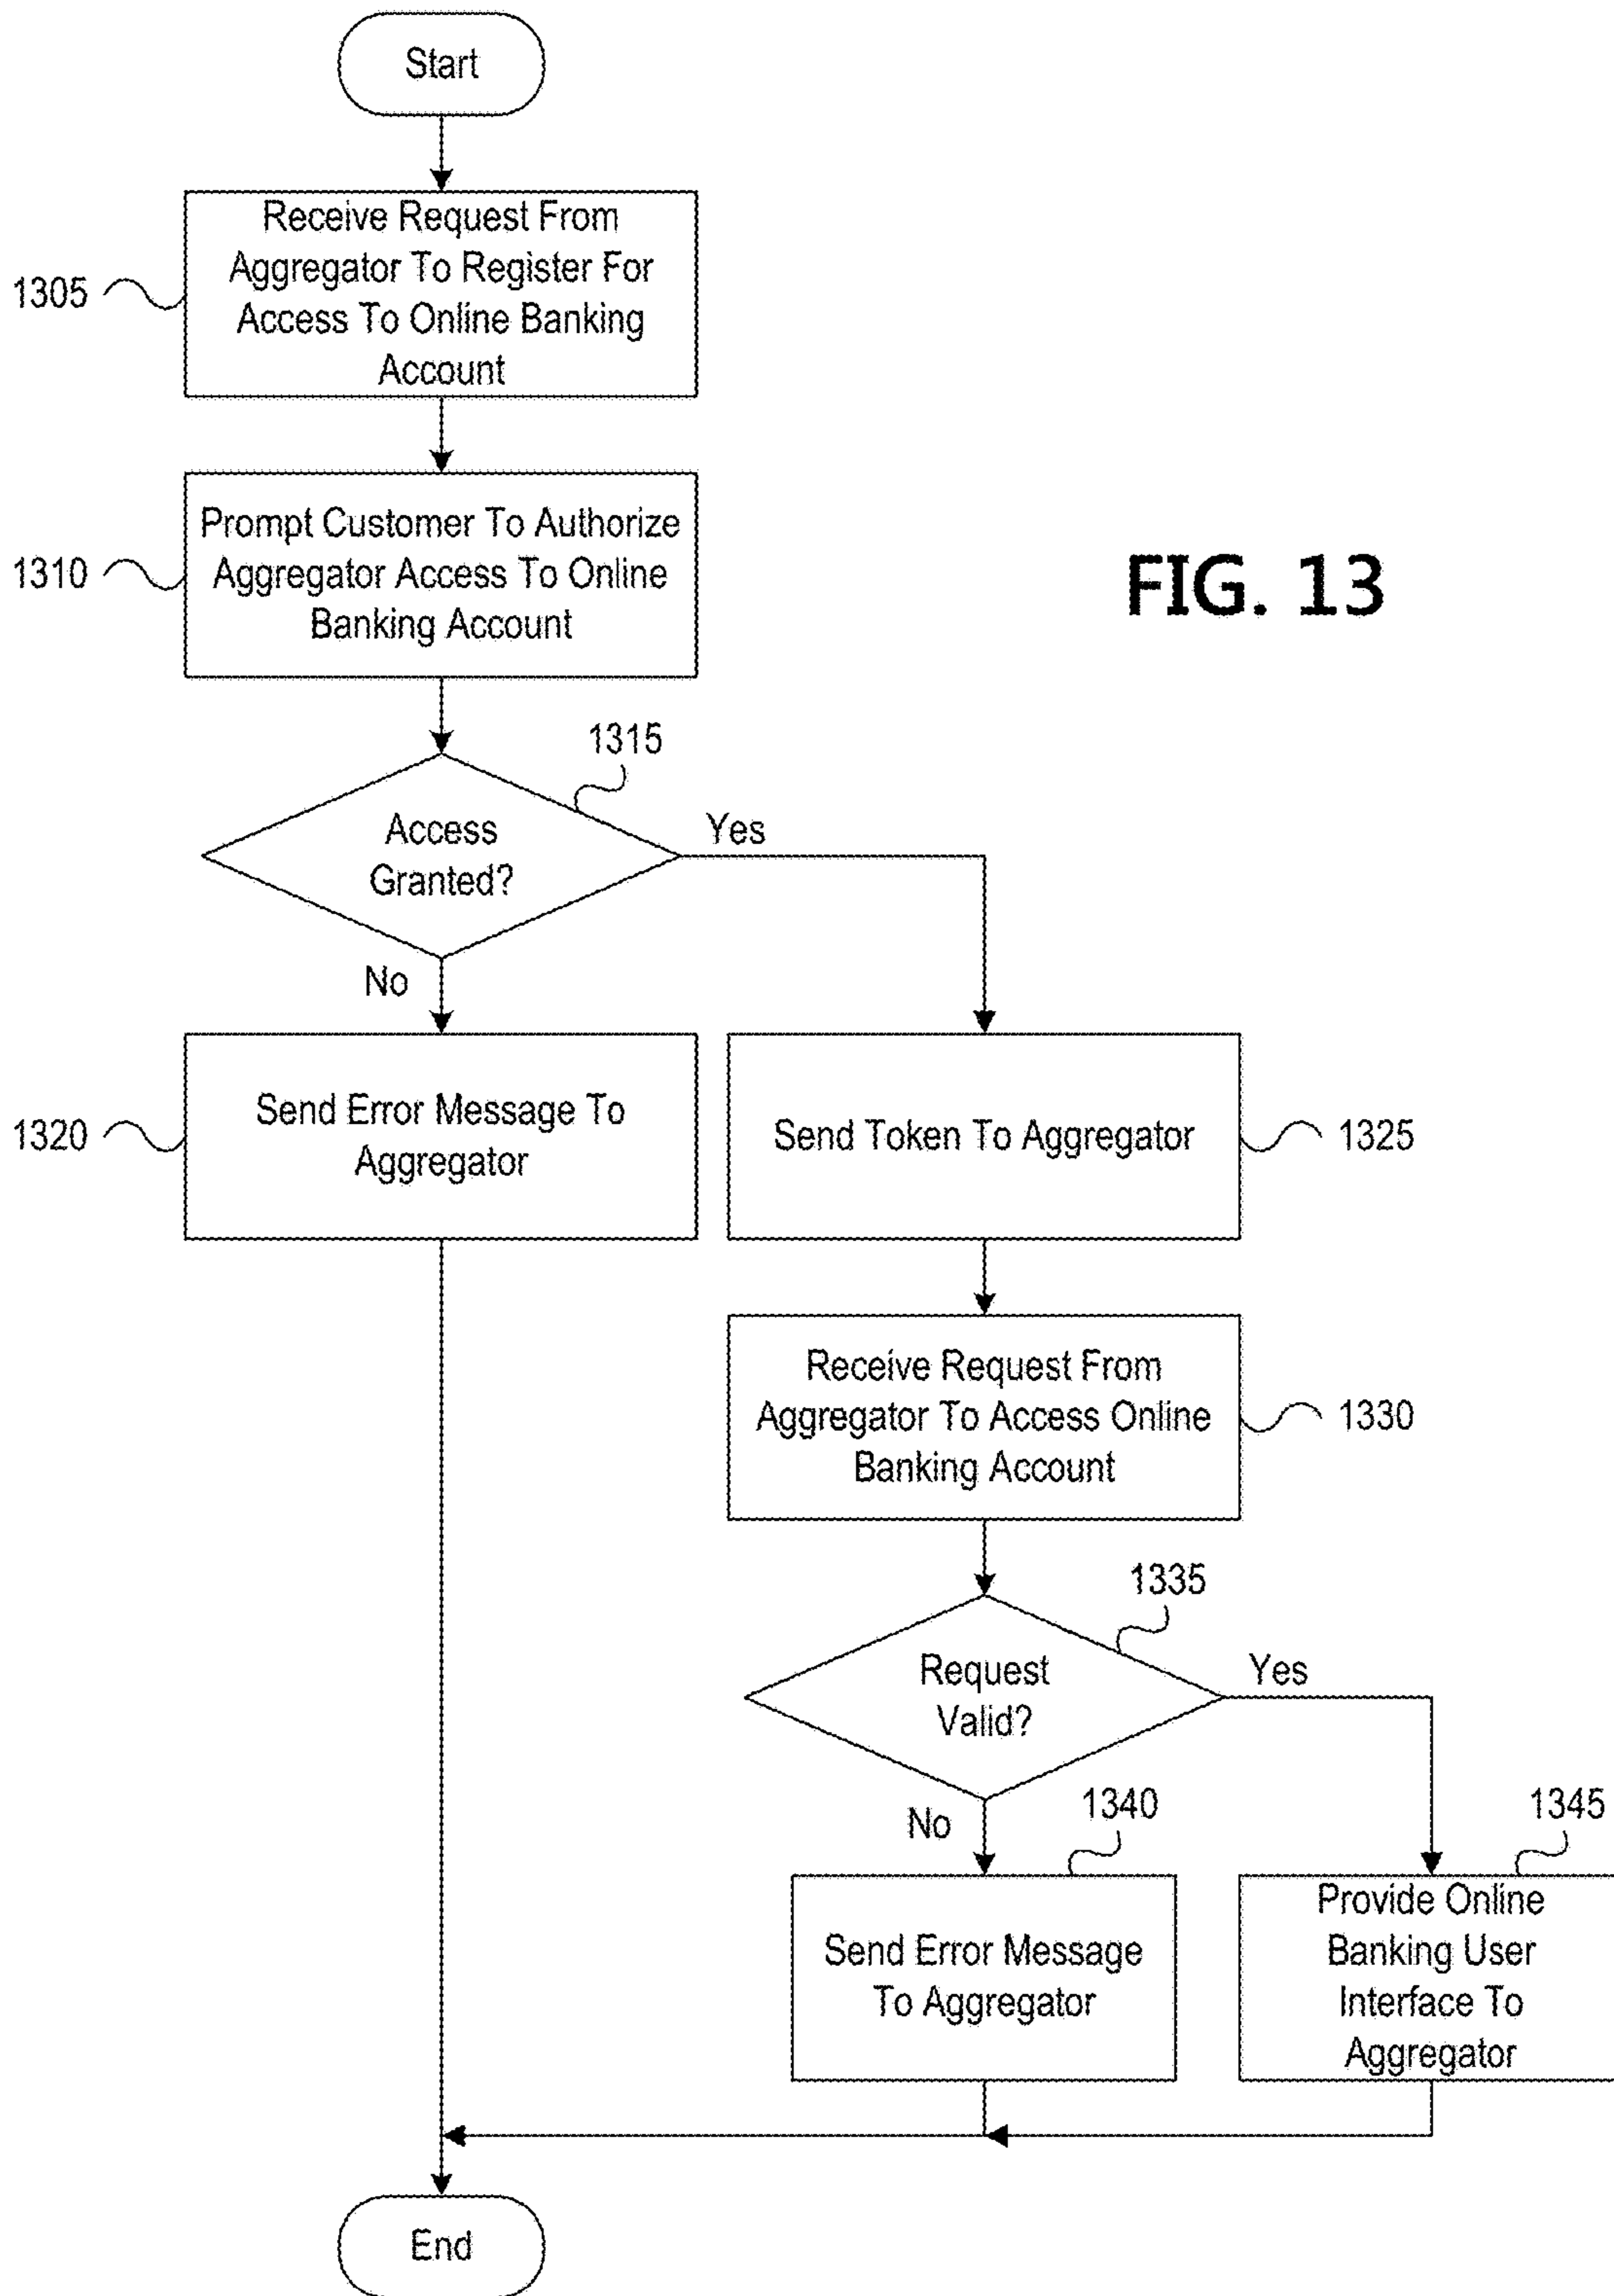 Start
Receive Request From
Aggregator To Register For
Access To Online Banking
Account
1305
Prompt Customer To Authorize
Aggregator Access To Online
Banking Account
1310
FIG. 13
1315
Access
Granted?
Yes
No
Send Error Message To
Aggregator
1320
Send Token To Aggregator
1325
Receive Request From
Aggregator To Access Online
Banking Account
1330
1335
Request
Valid?
Yes
No
1340
Send Error Message
To Aggregator
1345
Provide Online
Banking User
Interface To
Aggregator
End